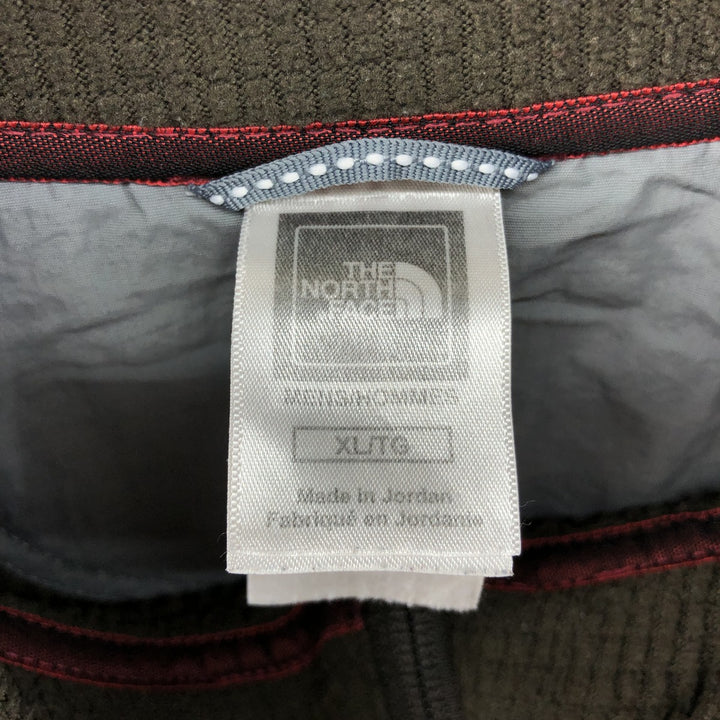 THE
NORTH
FACE
MENS/HOMMES
XL/TG
Made in Jordan
Fabriqué en Jordanie